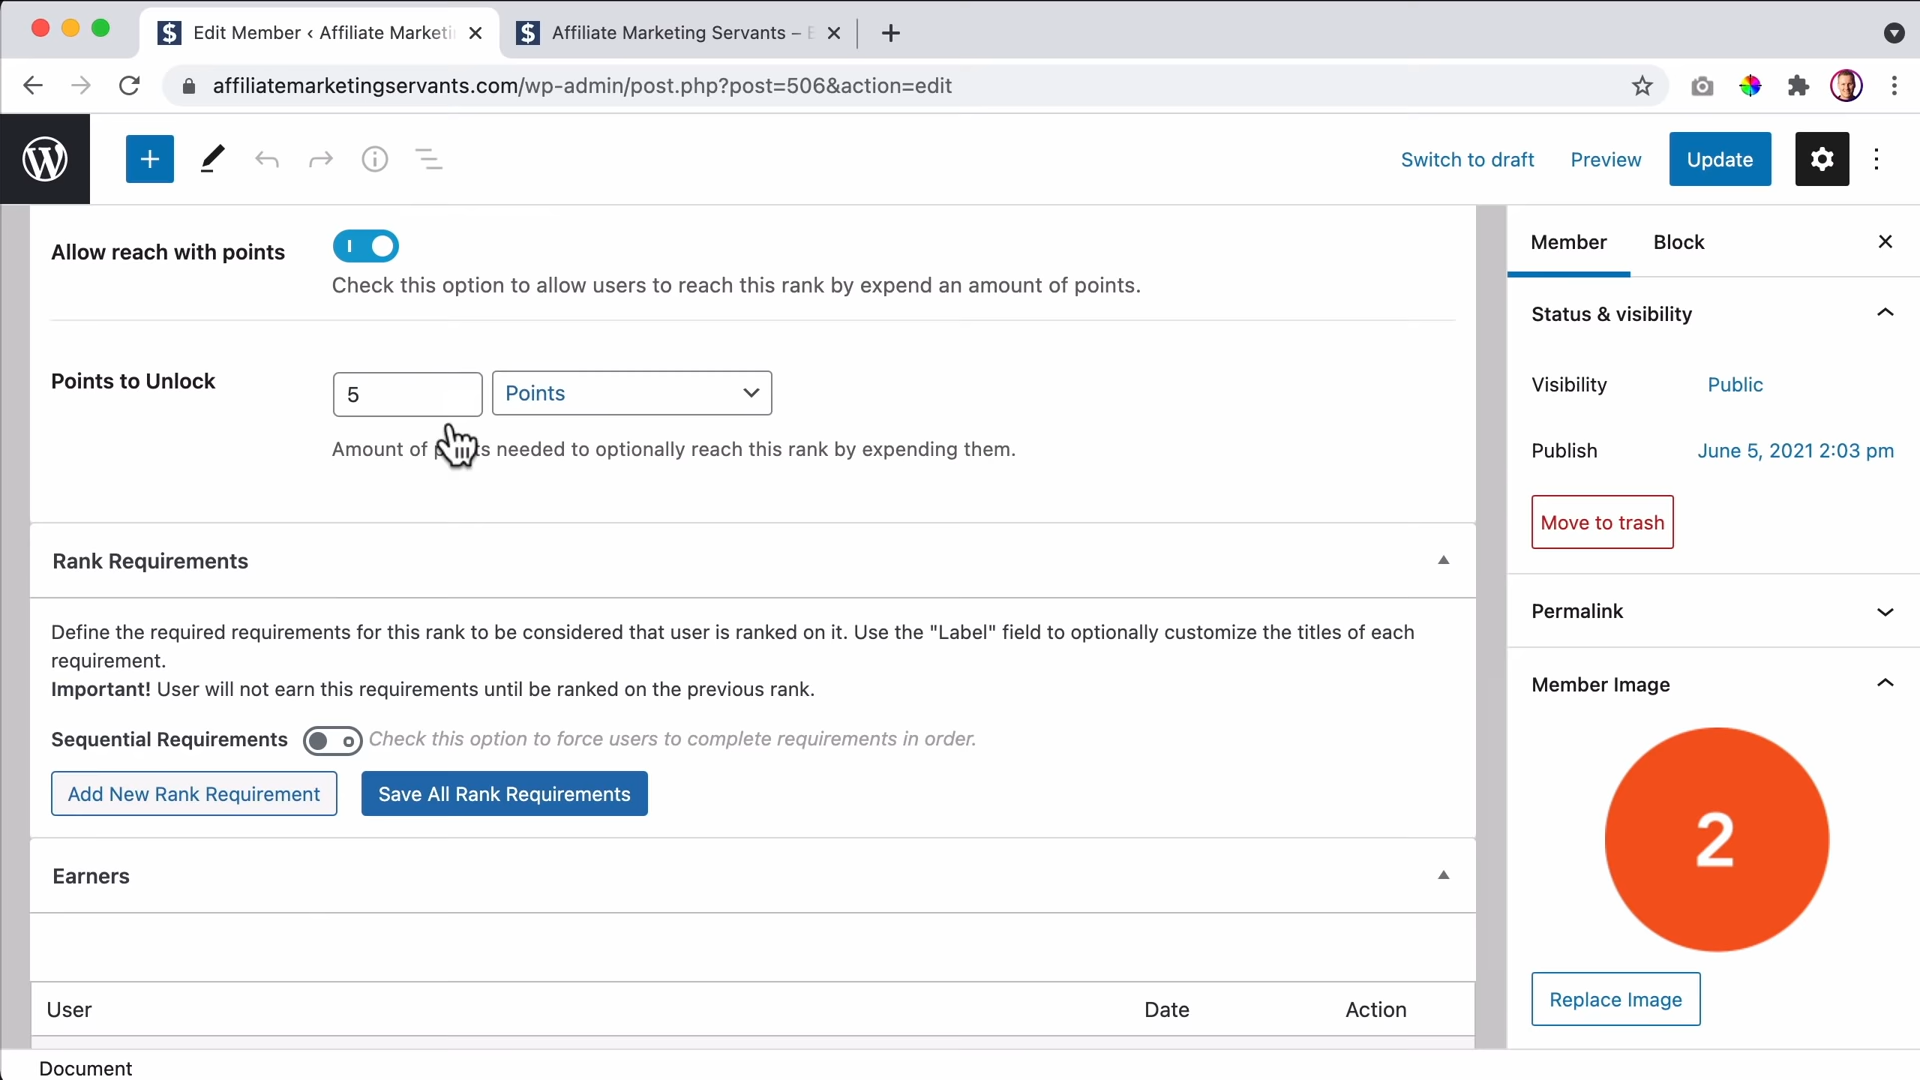 Edit Member ‹ Affiliate Marketi
Affiliate Marketing Servants –
affiliatemarketingservants.com/wp-admin/post.php?post=506&action=edit
Switch to draft
Preview
Update
Allow reach with points
Check this option to allow users to reach this rank by expend an amount of points.
Points to Unlock
5
Points
Amount of needed to optionally reach this rank by expending them.
Rank Requirements
Define the required requirements for this rank to be considered that user is ranked on it. Use the "Label" field to optionally customize the titles of each
requirement.
Important! User will not earn this requirements until be ranked on the previous rank.
Sequential Requirements
Check this option to force users to complete requirements in order.
Add New Rank Requirement
Save All Rank Requirements
Earners
User
Date
Action
Document
Member
Block
Status & visibility
Visibility
Public
Publish
June 5, 2021 2:03 pm
Move to trash
Permalink
Member Image
2
Replace Image